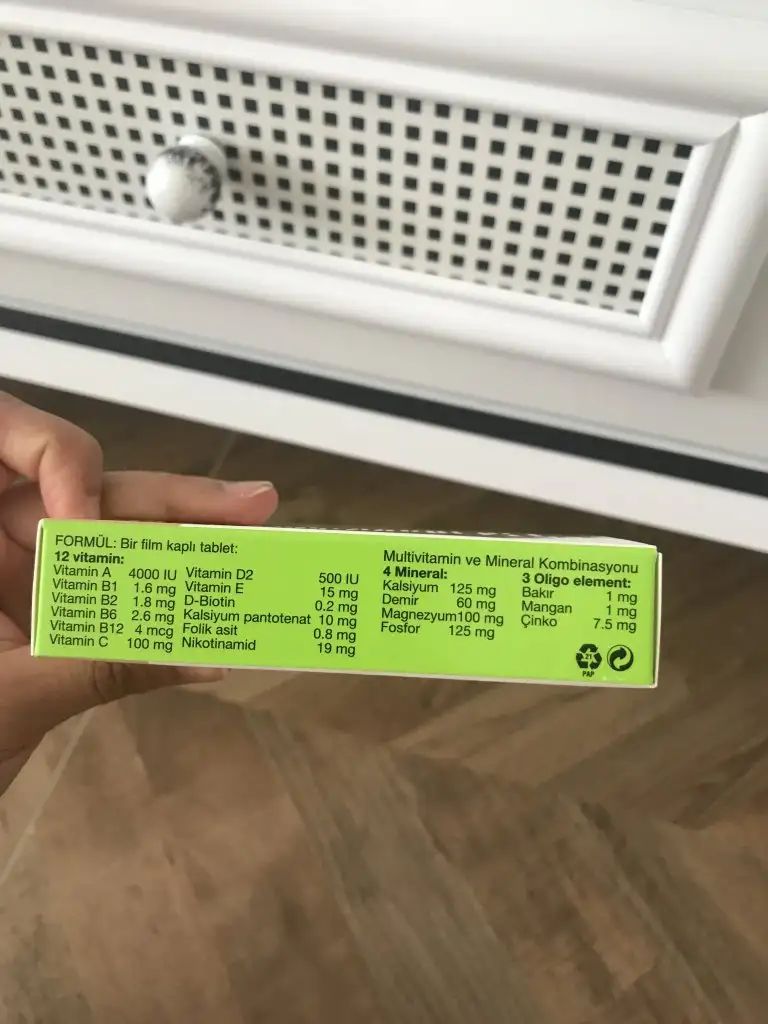 FORMÜL: Bir film kaplı tablet:
12 vitamin:
Vitamin A 4000 IU
Vitamin B1 1.6 mg
Vitamin B2 1.8 mg
Vitamin B6 2.6 mg
Vitamin B12 4 mcg
Vitamin C 100 mg
Vitamin D2 500 IU
Vitamin E 15 mg
D-Biotin 0.2 mg
Kalsiyum pantotenat 10 mg
Folik asit 0.8 mg
Nikotinamid 19 mg
Multivitamin ve Mineral Kombinasyonu
4 Mineral:
Kalsiyum 125 mg
Demir 60 mg
Magnezyum 100 mg
Fosfor 125 mg
3 Oligo element:
Bakır 1 mg
Mangan 1 mg
Çinko 7.5 mg
21
PAP